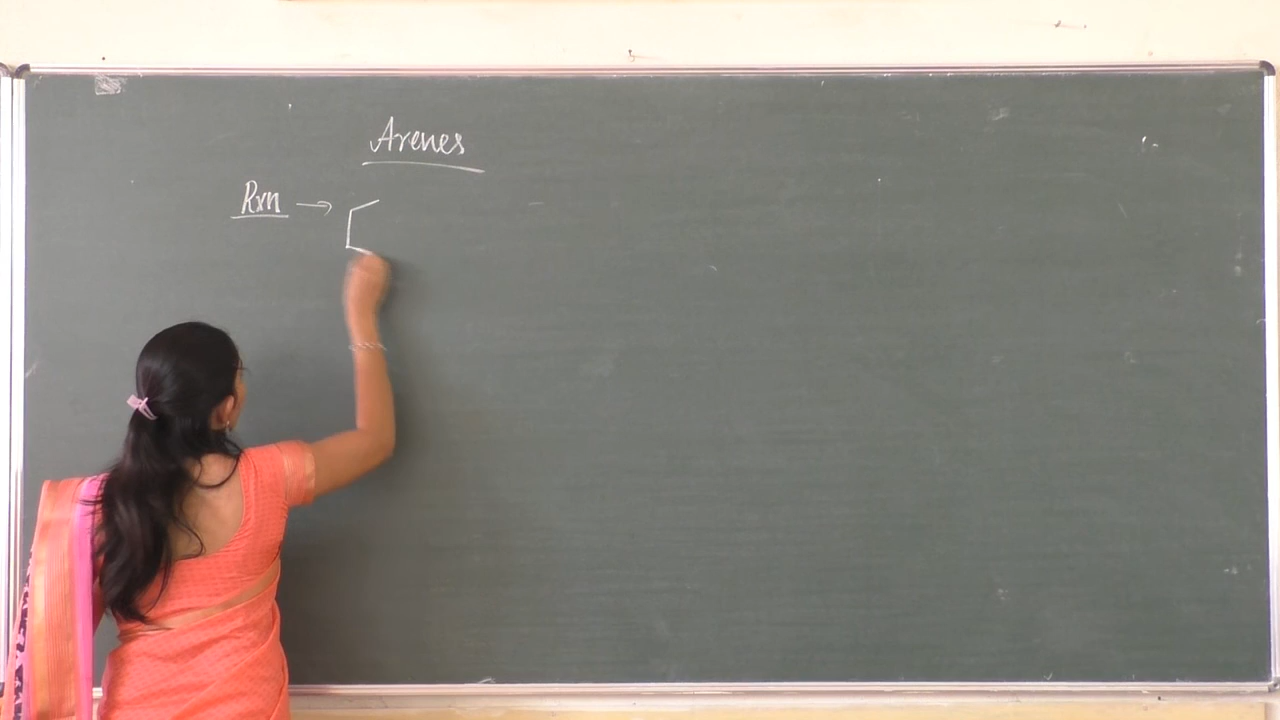 Arenes
Rxn →